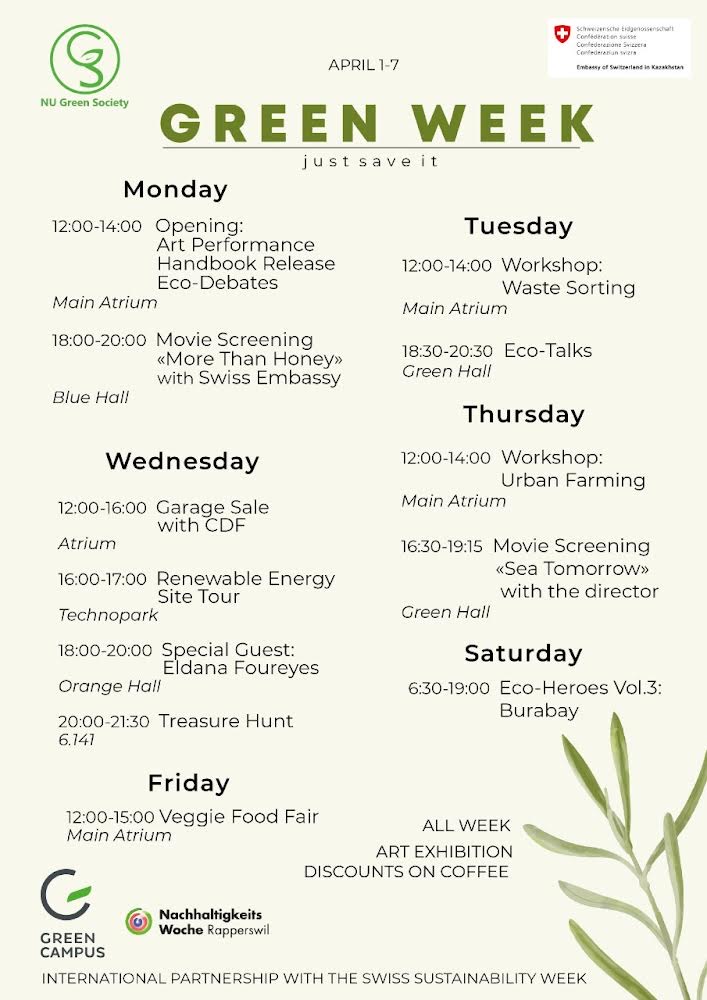 NU Green Society
Schweizerische Eidgenossenschaft
Confédération suisse
Confederazione Svizzera
Confederaziun svizra
Embassy of Switzerland in Kazakhstan
APRIL 1-7
GREEN WEEK
just save it
Monday
12:00-14:00 Opening:
Art Performance
Handbook Release
Eco-Debates
Main Atrium
18:00-20:00 Movie Screening
«More Than Honey»
with Swiss Embassy
Blue Hall
Tuesday
12:00-14:00 Workshop:
Waste Sorting
Main Atrium
18:30-20:30 Eco-Talks
Green Hall
Wednesday
12:00-16:00 Garage Sale
with CDF
Atrium
16:00-17:00 Renewable Energy
Site Tour
Technopark
18:00-20:00 Special Guest:
Eldana Foureyes
Orange Hall
20:00-21:30 Treasure Hunt
6.141
Thursday
12:00-14:00 Workshop:
Urban Farming
Main Atrium
16:30-19:15 Movie Screening
«Sea Tomorrow»
with the director
Green Hall
Friday
12:00-15:00 Veggie Food Fair
Main Atrium
Saturday
6:30-19:00 Eco-Heroes Vol.3:
Burabay
ALL WEEK
ART EXHIBITION
DISCOUNTS ON COFFEE
GREEN
CAMPUS
Nachhaltigkeits
Woche Rapperswil
INTERNATIONAL PARTNERSHIP WITH THE SWISS SUSTAINABILITY WEEK